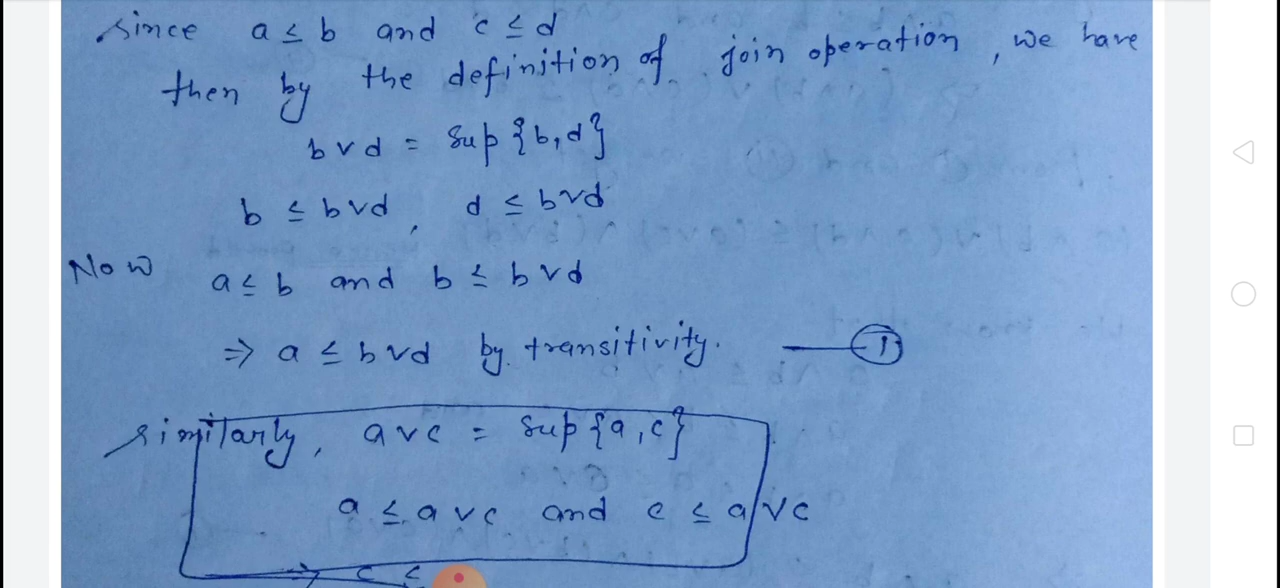 since a ≤ b and c ≤ d
then by the definition of join operation, we have
b ∨ d = Sup {b, d}
b ≤ b ∨ d, d ≤ b ∨ d
Now a ≤ b and b ≤ b ∨ d
⇒ a ≤ b ∨ d by transitivity. — ①
similarly, a ∨ c = Sup {a, c}
a ≤ a ∨ c and c ≤ a ∨ c
⇒ c ≤